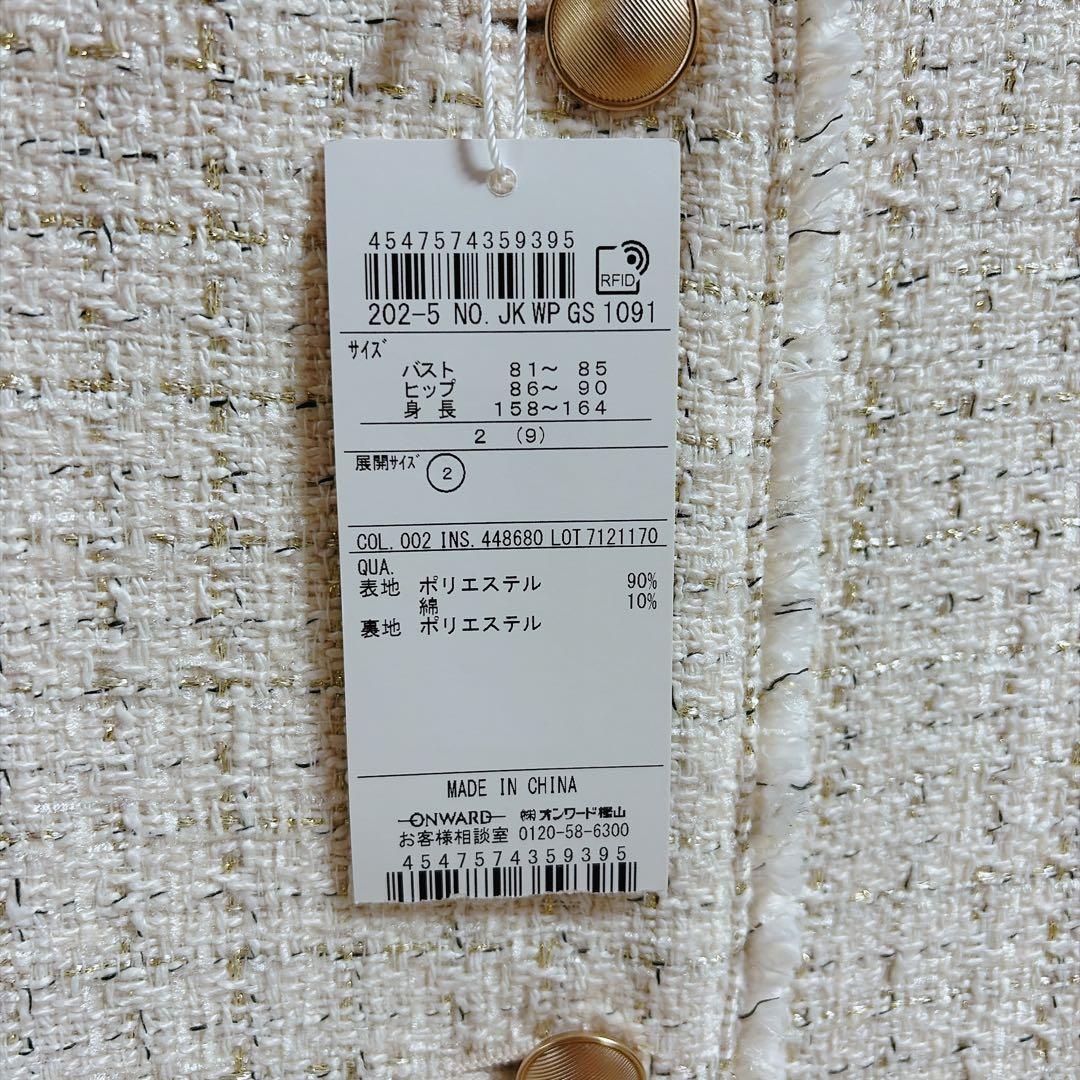 4547574359395
RFID
202-5 NO. JKWPGS1091
ｻｲｽﾞ
バスト 81～ 85
ヒップ 86～ 90
身 長 158～164
2 (9)
展開ｻｲｽﾞ 2
COL. 002 INS. 448680 LOT 7121170
QUA.
表地 ポリエステル 90%
綿 10%
裏地 ポリエステル
MADE IN CHINA
ONWARD ㈱オンワード樫山
お客様相談室 0120-58-6300
4547574359395